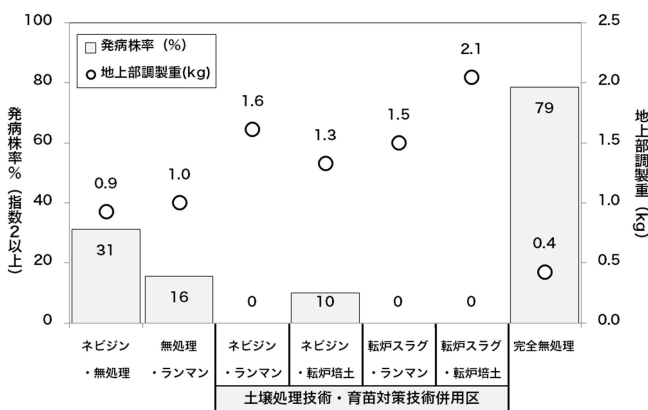 100
80
60
40
20
0
発病株率%（指数2以上）
2.5
2.0
1.5
1.0
0.5
0.0
地上部調製重（kg）
発病株率（%）
地上部調製重(kg)
0.9
1.0
1.6
1.3
1.5
2.1
0.4
31
16
0
10
0
0
79
ネビジン
・無処理
無処理
・ランマン
ネビジン
・ランマン
ネビジン
・転炉培土
転炉スラグ
・ランマン
転炉スラグ
・転炉培土
完全無処理
土壌処理技術・育苗対策技術併用区